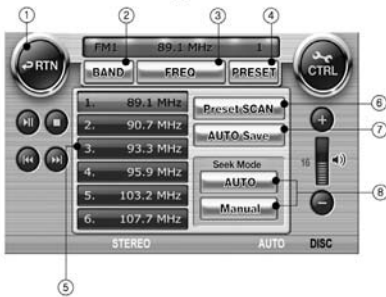 ① ② ③ ④
FM1 89.1 MHz 1
RTN
BAND FREQ PRESET
CTRL
1. 89.1 MHz
2. 90.7 MHz
3. 93.3 MHz
4. 95.9 MHz
5. 103.2 MHz
6. 107.7 MHz
Preset SCAN ⑥
AUTO Save ⑦
Seek Mode
AUTO
Manual
⑧
16
STEREO AUTO DISC
⑤